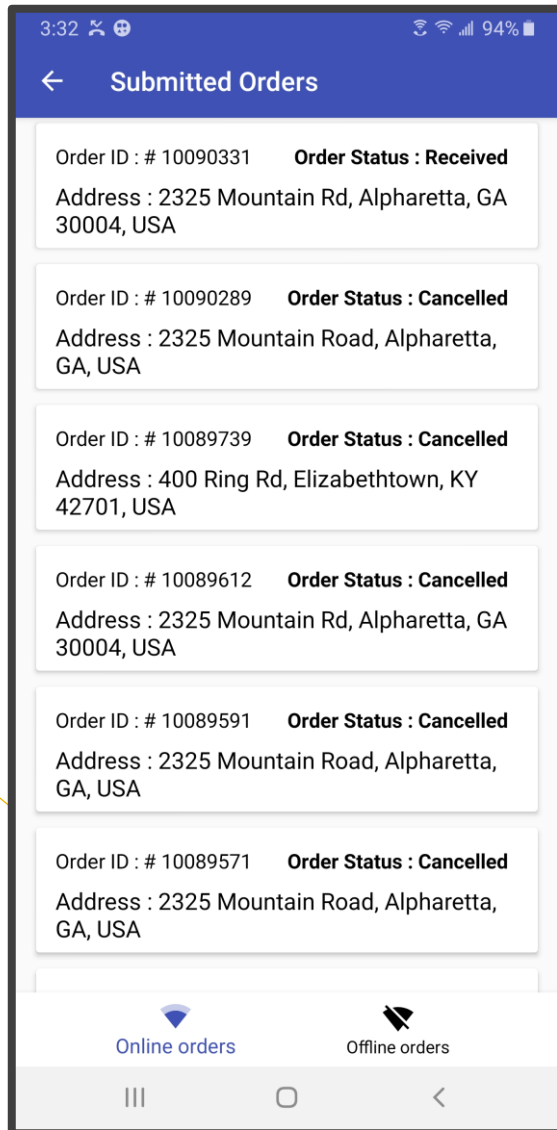 3:32 94%
Submitted Orders
Order ID : # 10090331 Order Status : Received
Address : 2325 Mountain Rd, Alpharetta, GA
30004, USA
Order ID : # 10090289 Order Status : Cancelled
Address : 2325 Mountain Road, Alpharetta,
GA, USA
Order ID : # 10089739 Order Status : Cancelled
Address : 400 Ring Rd, Elizabethtown, KY
42701, USA
Order ID : # 10089612 Order Status : Cancelled
Address : 2325 Mountain Rd, Alpharetta, GA
30004, USA
Order ID : # 10089591 Order Status : Cancelled
Address : 2325 Mountain Road, Alpharetta,
GA, USA
Order ID : # 10089571 Order Status : Cancelled
Address : 2325 Mountain Road, Alpharetta,
GA, USA
Online orders Offline orders